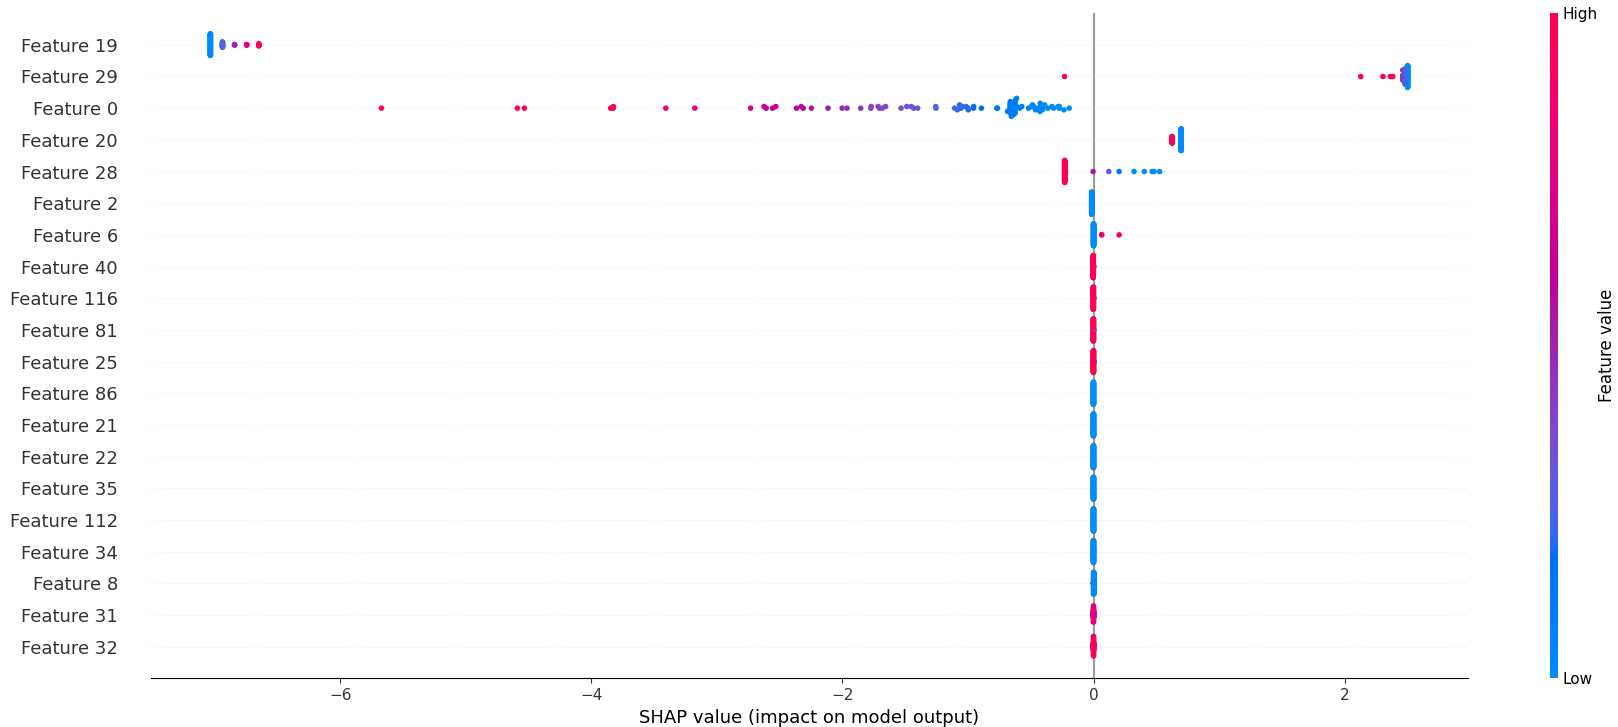 High
Feature 19
Feature 29
Feature 0
Feature 20
Feature 28
Feature 2
Feature 6
Feature 40
Feature 116
Feature 81
Feature 25
Feature 86
Feature 21
Feature 22
Feature 35
Feature 112
Feature 34
Feature 8
Feature 31
Feature 32
Feature value
Low
−6 −4 −2 0 2
SHAP value (impact on model output)